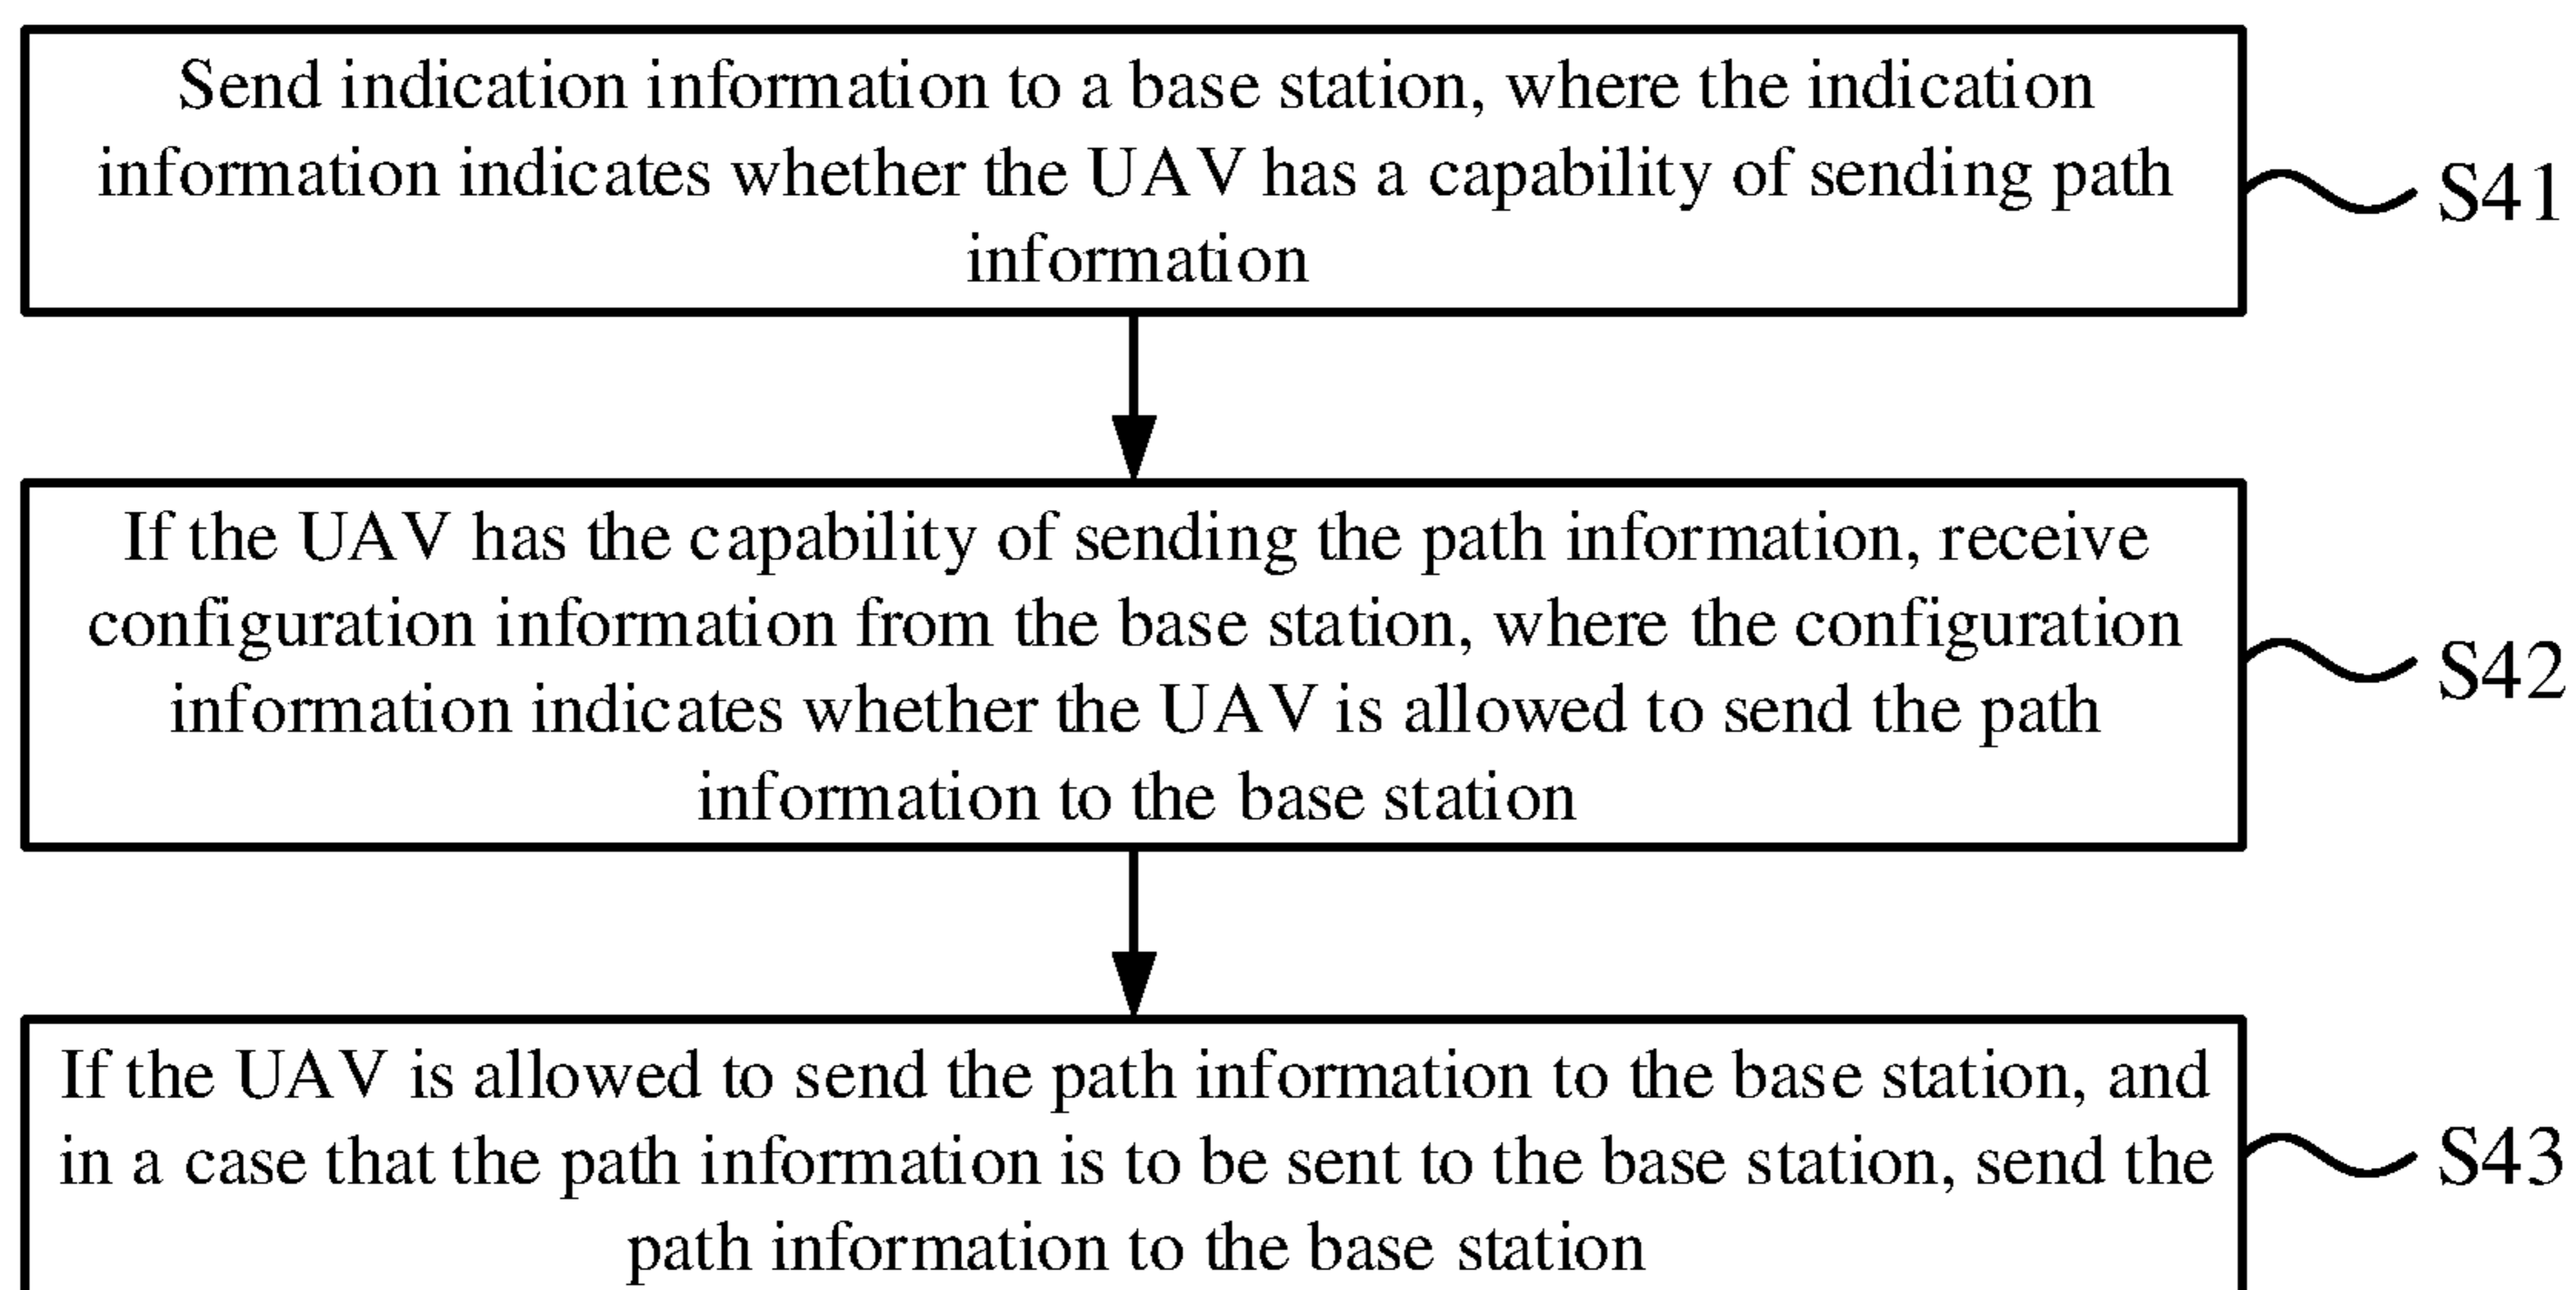 Send indication information to a base station, where the indication
information indicates whether the UAV has a capability of sending path
information
S41
If the UAV has the capability of sending the path information, receive
configuration information from the base station, where the configuration
information indicates whether the UAV is allowed to send the path
information to the base station
S42
If the UAV is allowed to send the path information to the base station, and
in a case that the path information is to be sent to the base station, send the
path information to the base station
S43